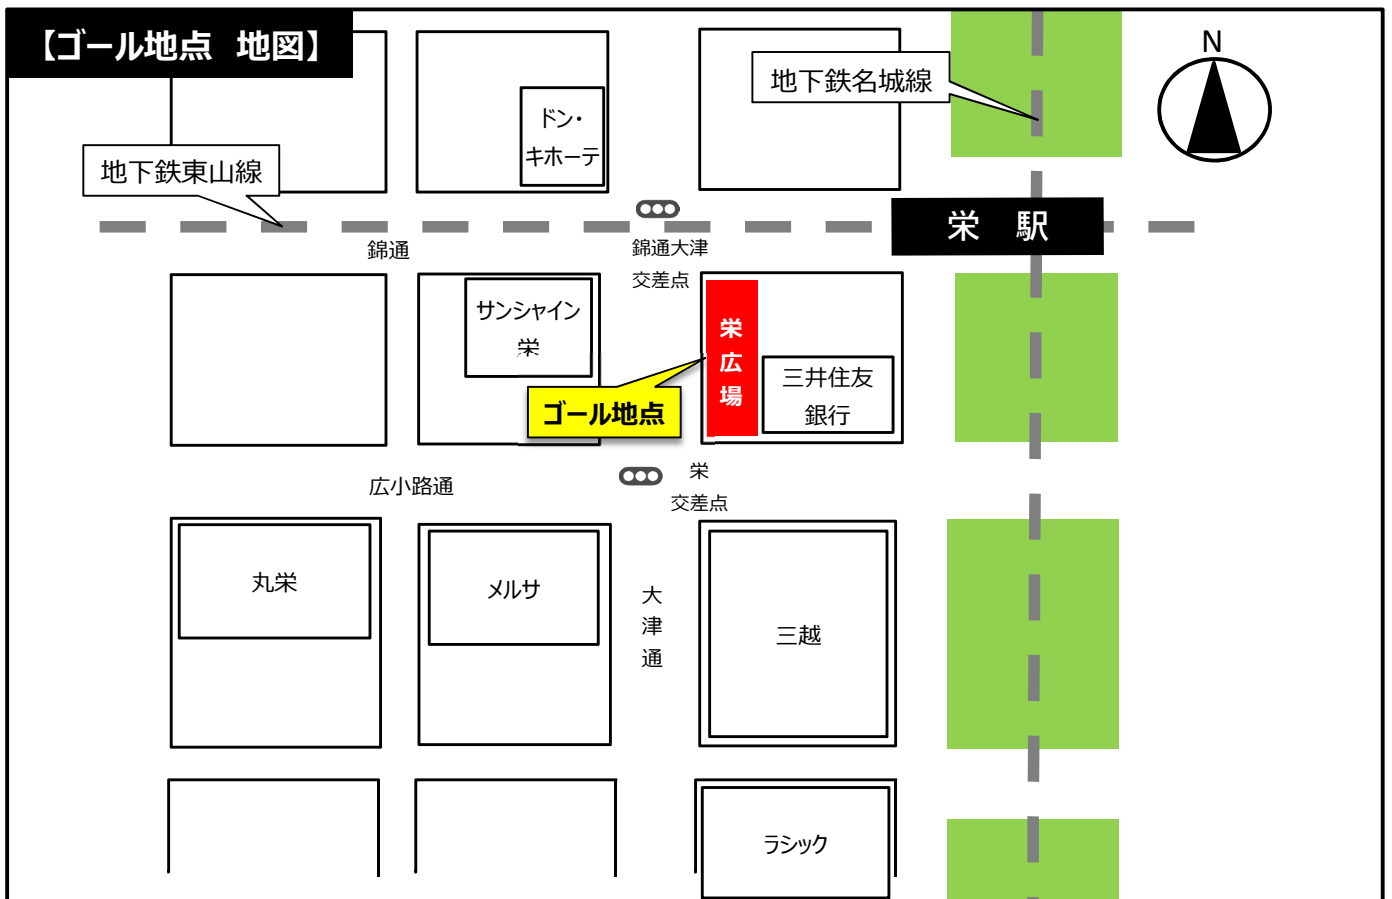 【ゴール地点 地図】
N
地下鉄名城線
ドン・
キホーテ
地下鉄東山線
栄 駅
錦通
錦通大津
交差点
サンシャイン
栄
栄広場
三井住友
銀行
ゴール地点
広小路通
栄
交差点
丸栄
メルサ
大津通
三越
ラシック